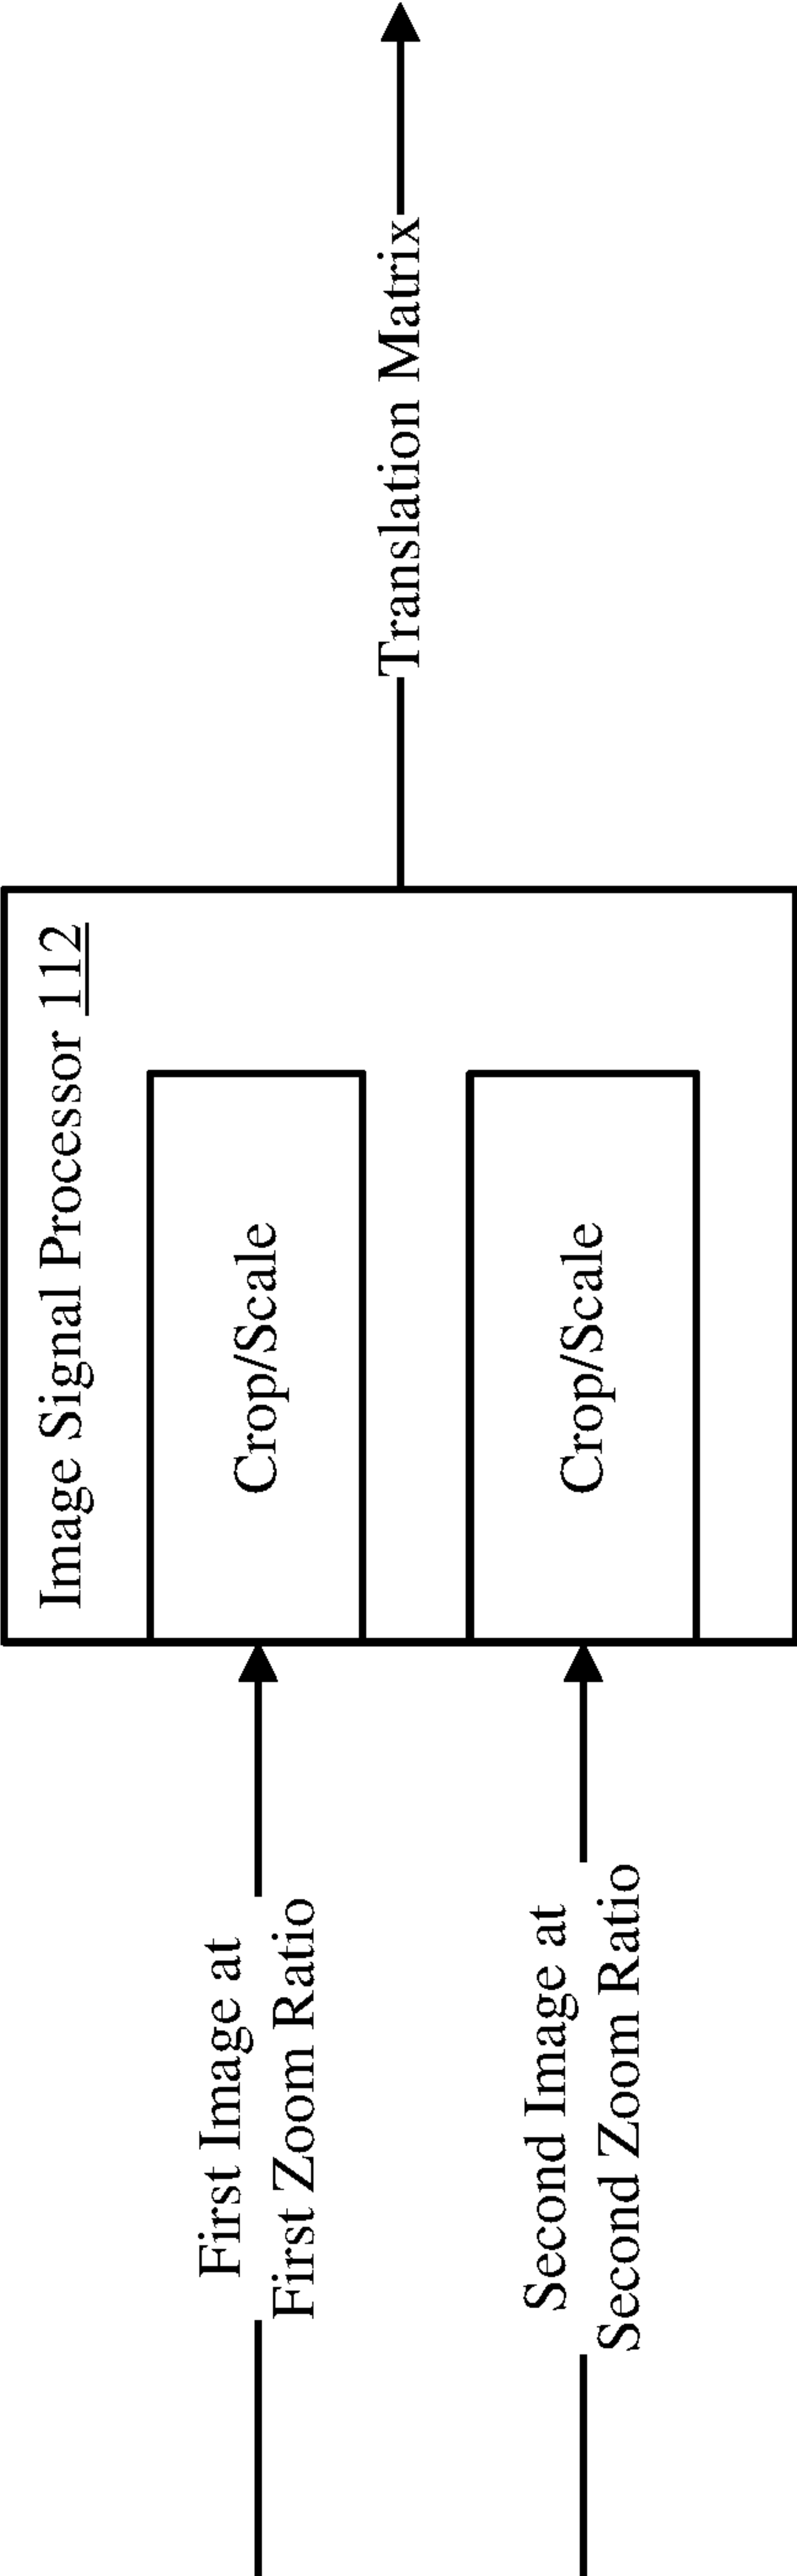 Image Signal Processor 112
First Image at
First Zoom Ratio
Crop/Scale
Second Image at
Second Zoom Ratio
Crop/Scale
Translation Matrix